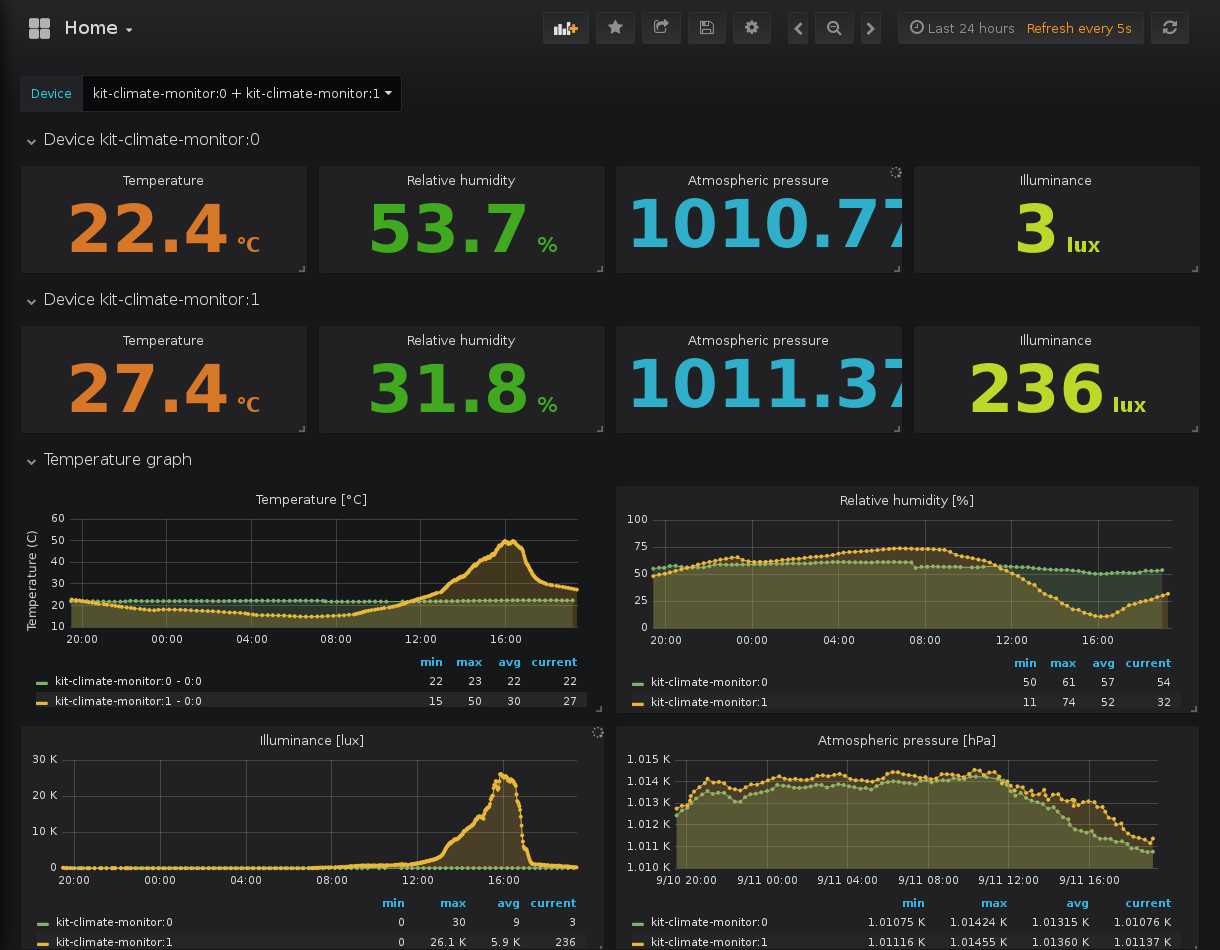 Home
Last 24 hours Refresh every 5s
Device kit-climate-monitor:0 + kit-climate-monitor:1
Device kit-climate-monitor:0
Temperature Relative humidity Atmospheric pressure Illuminance
22.4 °C 53.7 % 1010.77 3 lux
Device kit-climate-monitor:1
Temperature Relative humidity Atmospheric pressure Illuminance
27.4 °C 31.8 % 1011.37 236 lux
Temperature graph
Temperature [°C]
Temperature (C)
60
50
40
30
20
10
20:00 00:00 04:00 08:00 12:00 16:00
min max avg current
kit-climate-monitor:0 - 0:0 22 23 22 22
kit-climate-monitor:1 - 0:0 15 50 30 27
Relative humidity [%]
100
75
50
25
0
20:00 00:00 04:00 08:00 12:00 16:00
min max avg current
kit-climate-monitor:0 50 61 57 54
kit-climate-monitor:1 11 74 52 32
Illuminance [lux]
30 K
20 K
10 K
0
20:00 00:00 04:00 08:00 12:00 16:00
min max avg current
kit-climate-monitor:0 0 30 9 3
kit-climate-monitor:1 0 26.1 K 5.9 K 236
Atmospheric pressure [hPa]
1.015 K
1.014 K
1.013 K
1.012 K
1.011 K
1.010 K
9/10 20:00 9/11 00:00 9/11 04:00 9/11 08:00 9/11 12:00 9/11 16:00
min max avg current
kit-climate-monitor:0 1.01075 K 1.01424 K 1.01315 K 1.01076 K
kit-climate-monitor:1 1.01116 K 1.01455 K 1.01360 K 1.01137 K